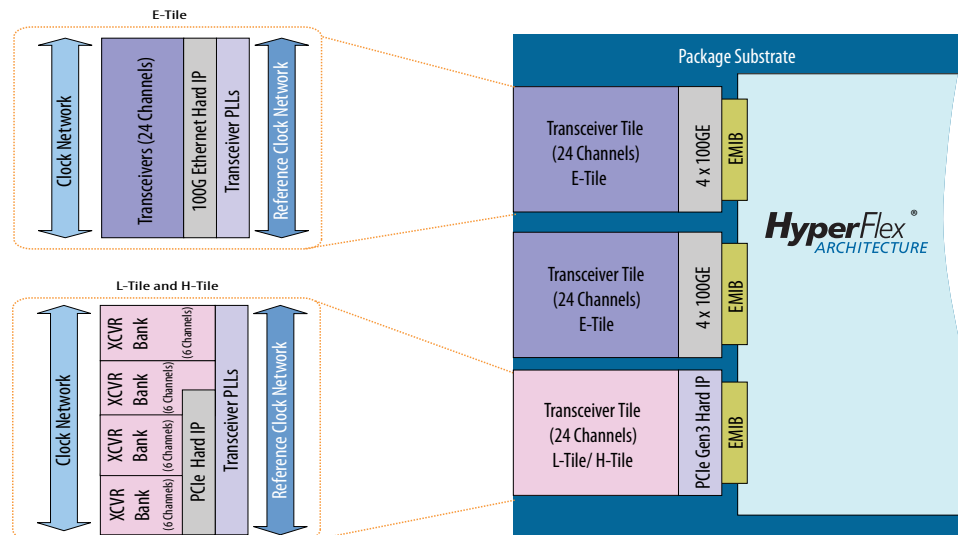 E-Tile
Clock Network
Transceivers (24 Channels)
100G Ethernet Hard IP
Transceiver PLLs
Reference Clock Network
L-Tile and H-Tile
Clock Network
XCVR
Bank
(6 Channels)
XCVR
Bank
(6 Channels)
XCVR
Bank
(6 Channels)
XCVR
Bank
(6 Channels)
PCIe Hard IP
Transceiver PLLs
Reference Clock Network
Package Substrate
Transceiver Tile
(24 Channels)
E-Tile
4 x 100GE
EMIB
Transceiver Tile
(24 Channels)
E-Tile
4 x 100GE
EMIB
Transceiver Tile
(24 Channels)
L-Tile/ H-Tile
PCIe Gen3 Hard IP
EMIB
HyperFlex®
ARCHITECTURE